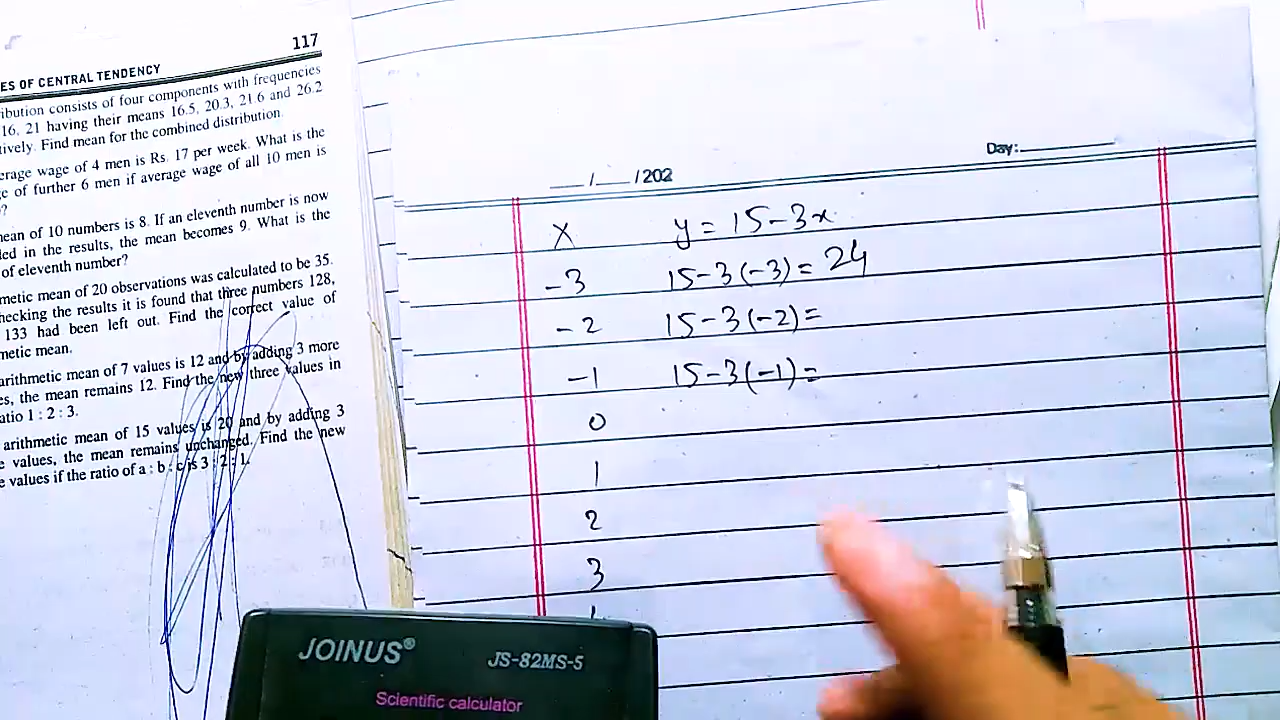 117
ES OF CENTRAL TENDENCY
ibution consists of four components with frequencies
16, 21 having their means 16.5, 20.3, 21.6 and 26.2
tively. Find mean for the combined distribution.
erage wage of 4 men is Rs. 17 per week. What is the
e of further 6 men if average wage of all 10 men is
?
ean of 10 numbers is 8. If an eleventh number is now
led in the results, the mean becomes 9. What is the
of eleventh number?
metic mean of 20 observations was calculated to be 35.
hecking the results it is found that three numbers 128,
133 had been left out. Find the correct value of
metic mean.
arithmetic mean of 7 values is 12 and by adding 3 more
es, the mean remains 12. Find the new three values in
atio 1 : 2 : 3.
arithmetic mean of 15 values is 20 and by adding 3
e values, the mean remains unchanged. Find the new
e values if the ratio of a : b : c is 3 : 2 : 1.
Day:
/ / 202
X y = 15-3x
-3 15-3(-3) = 24
-2 15-3(-2) =
-1 15-3(-1) =
0
1
2
3
JOINUS® JS-82MS-5
Scientific calculator